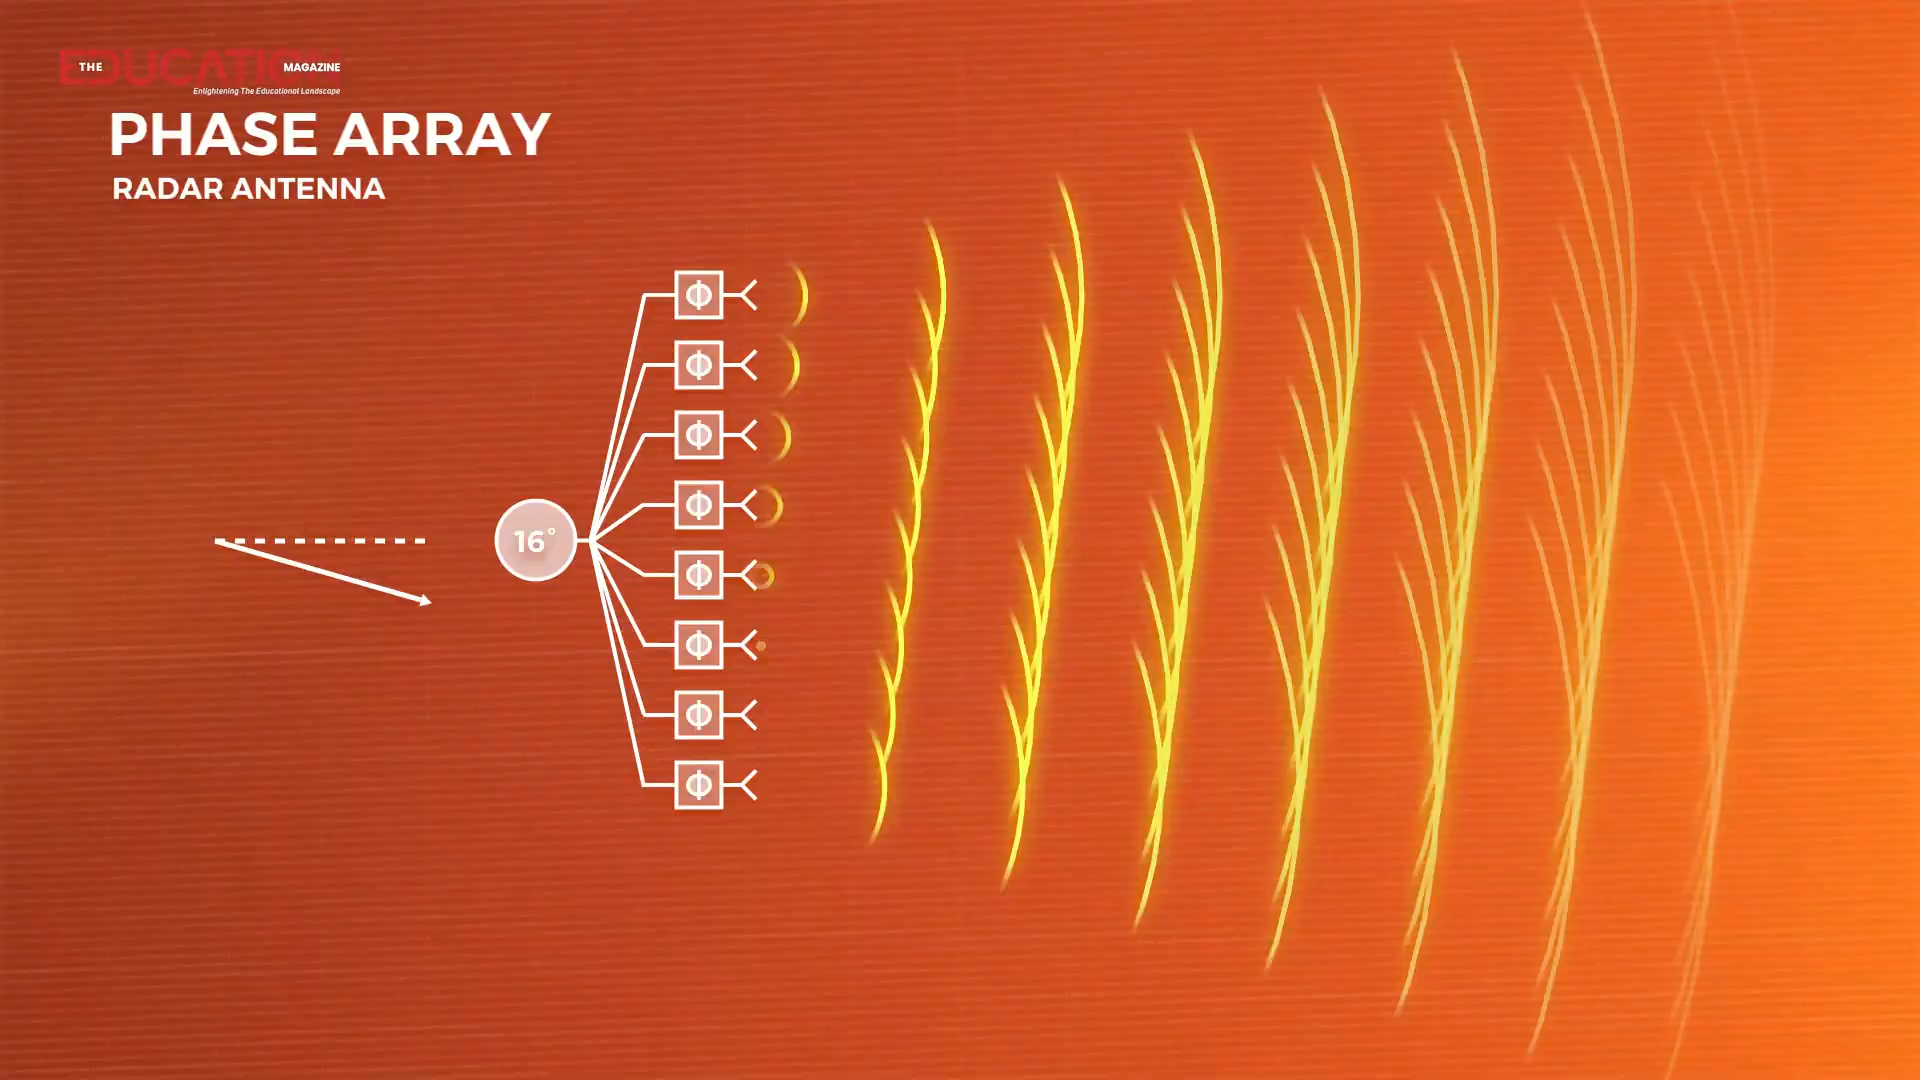 THE EDUCATION MAGAZINE
Enlightening The Educational Landscape
PHASE ARRAY
RADAR ANTENNA
Φ
Φ
Φ
Φ
16°
Φ
Φ
Φ
Φ